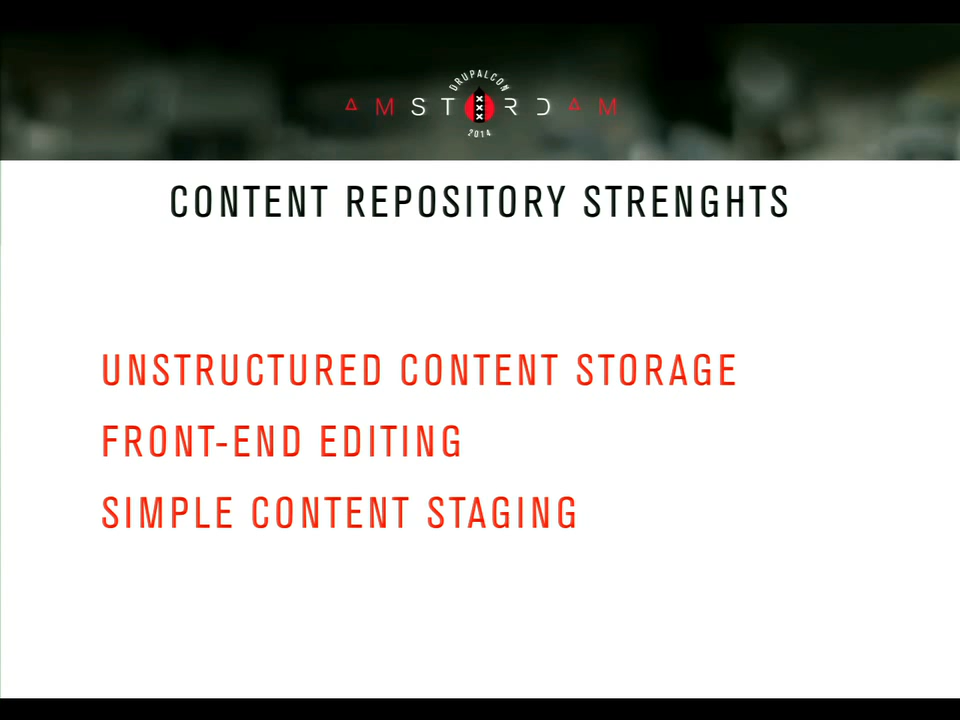 DRUPALCON
AMSTERDAM
2014
CONTENT REPOSITORY STRENGHTS
UNSTRUCTURED CONTENT STORAGE
FRONT-END EDITING
SIMPLE CONTENT STAGING